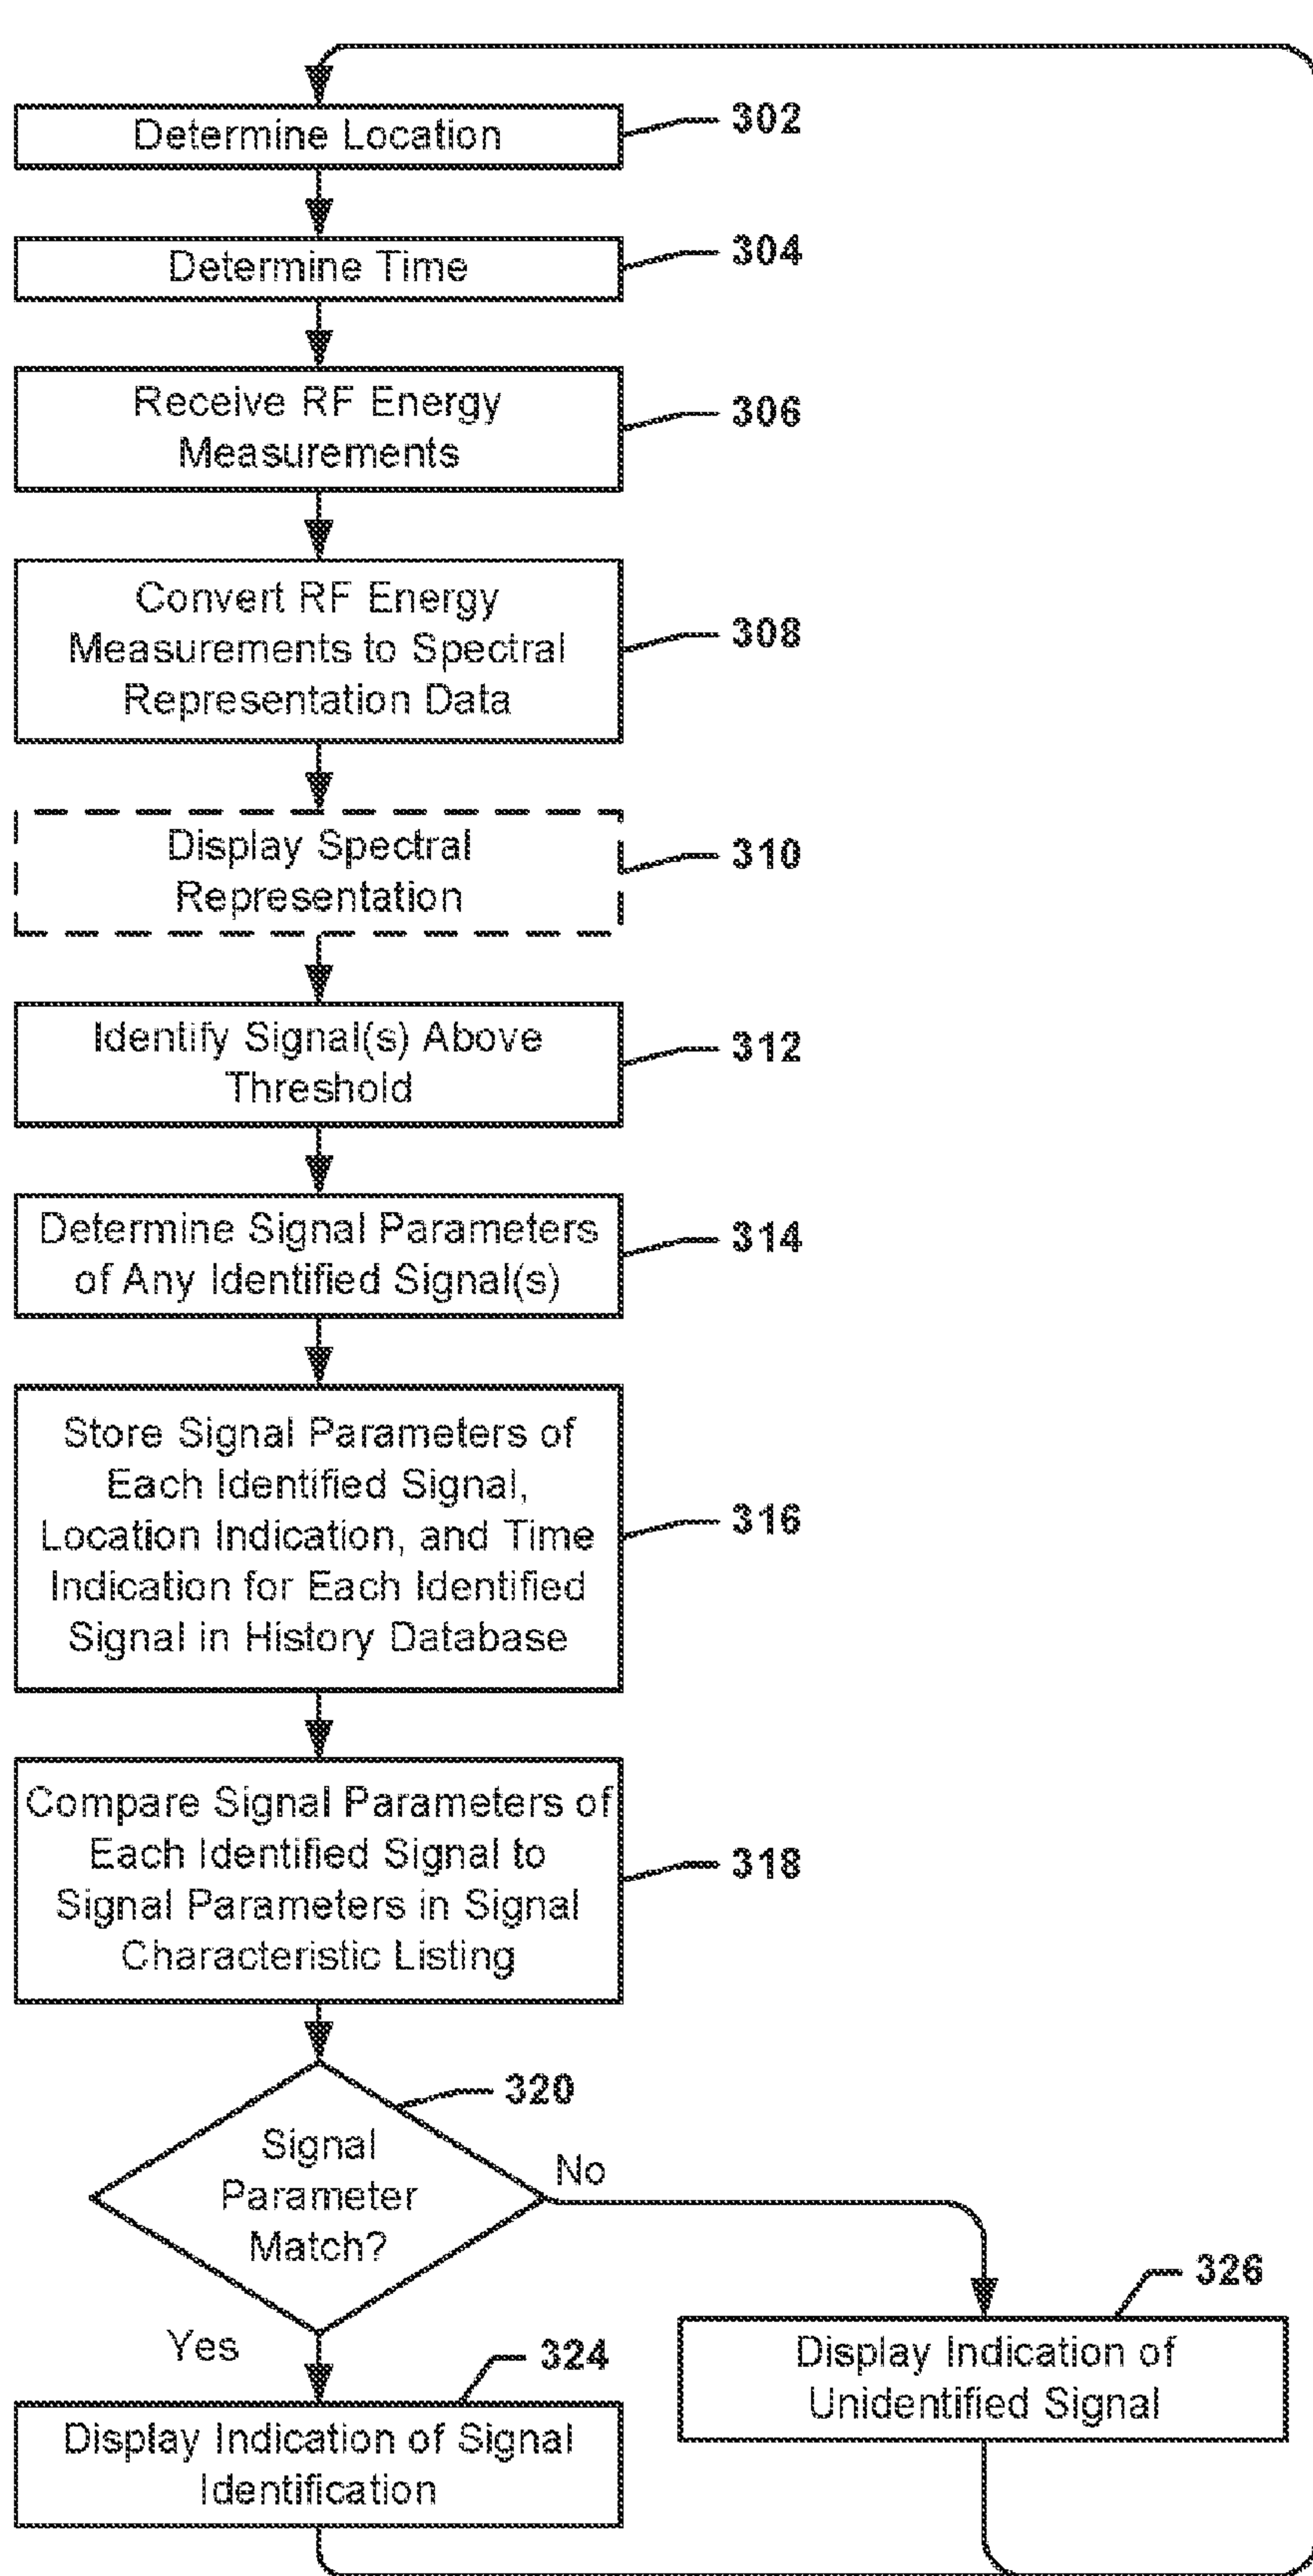 Determine Location
302
Determine Time
304
Receive RF Energy
Measurements
306
Convert RF Energy
Measurements to Spectral
Representation Data
308
Display Spectral
Representation
310
Identify Signal(s) Above
Threshold
312
Determine Signal Parameters
of Any Identified Signal(s)
314
Store Signal Parameters of
Each Identified Signal,
Location Indication, and Time
Indication for Each Identified
Signal in History Database
316
Compare Signal Parameters of
Each Identified Signal to
Signal Parameters in Signal
Characteristic Listing
318
320
Signal
Parameter
Match?
No
Yes
326
Display Indication of
Unidentified Signal
324
Display Indication of Signal
Identification